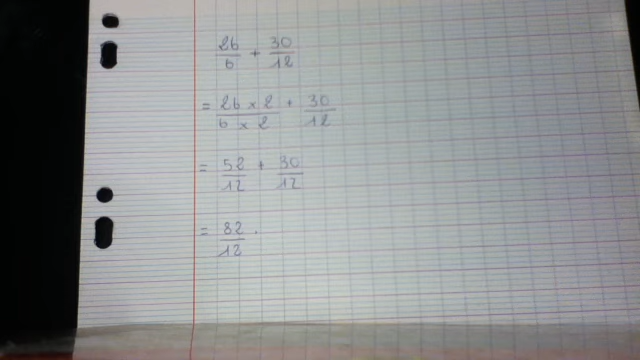 26/6 + 30/12
= 26 × 2/6 × 2 + 30/12
= 52/12 + 30/12
= 82/12.